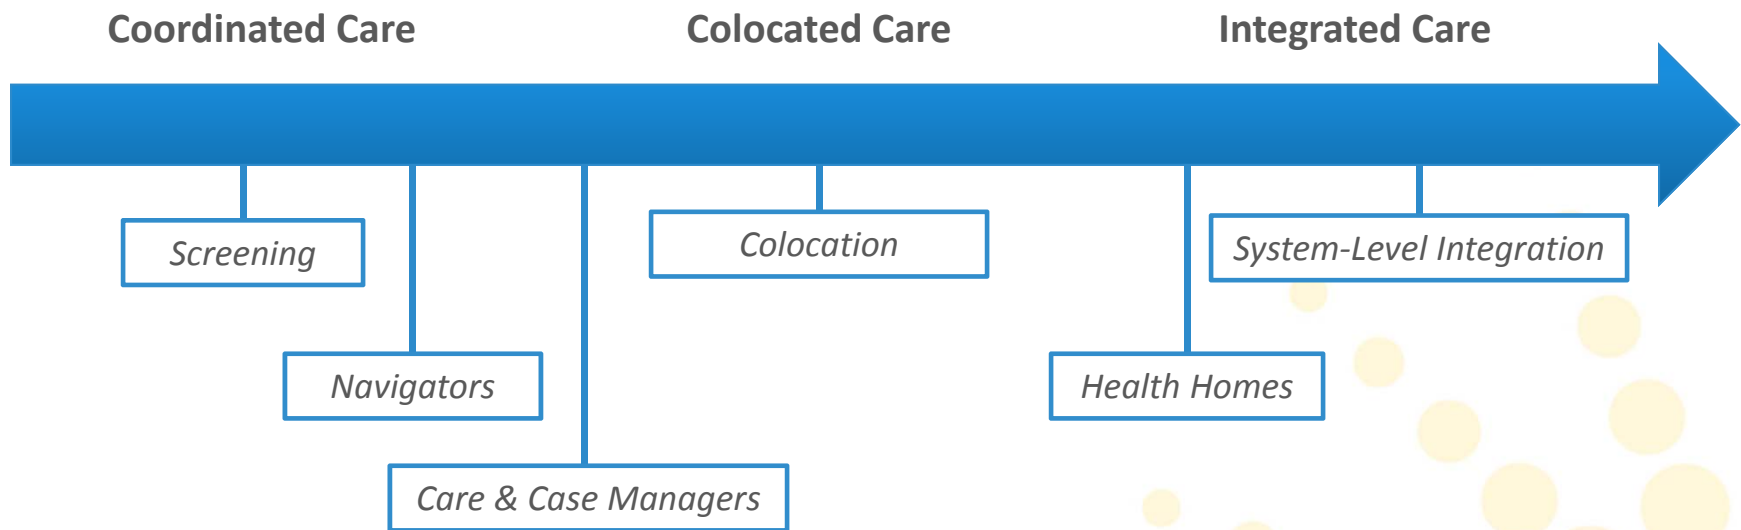 Coordinated Care
Colocated Care
Integrated Care
Screening
Colocation
System-Level Integration
Navigators
Health Homes
Care & Case Managers